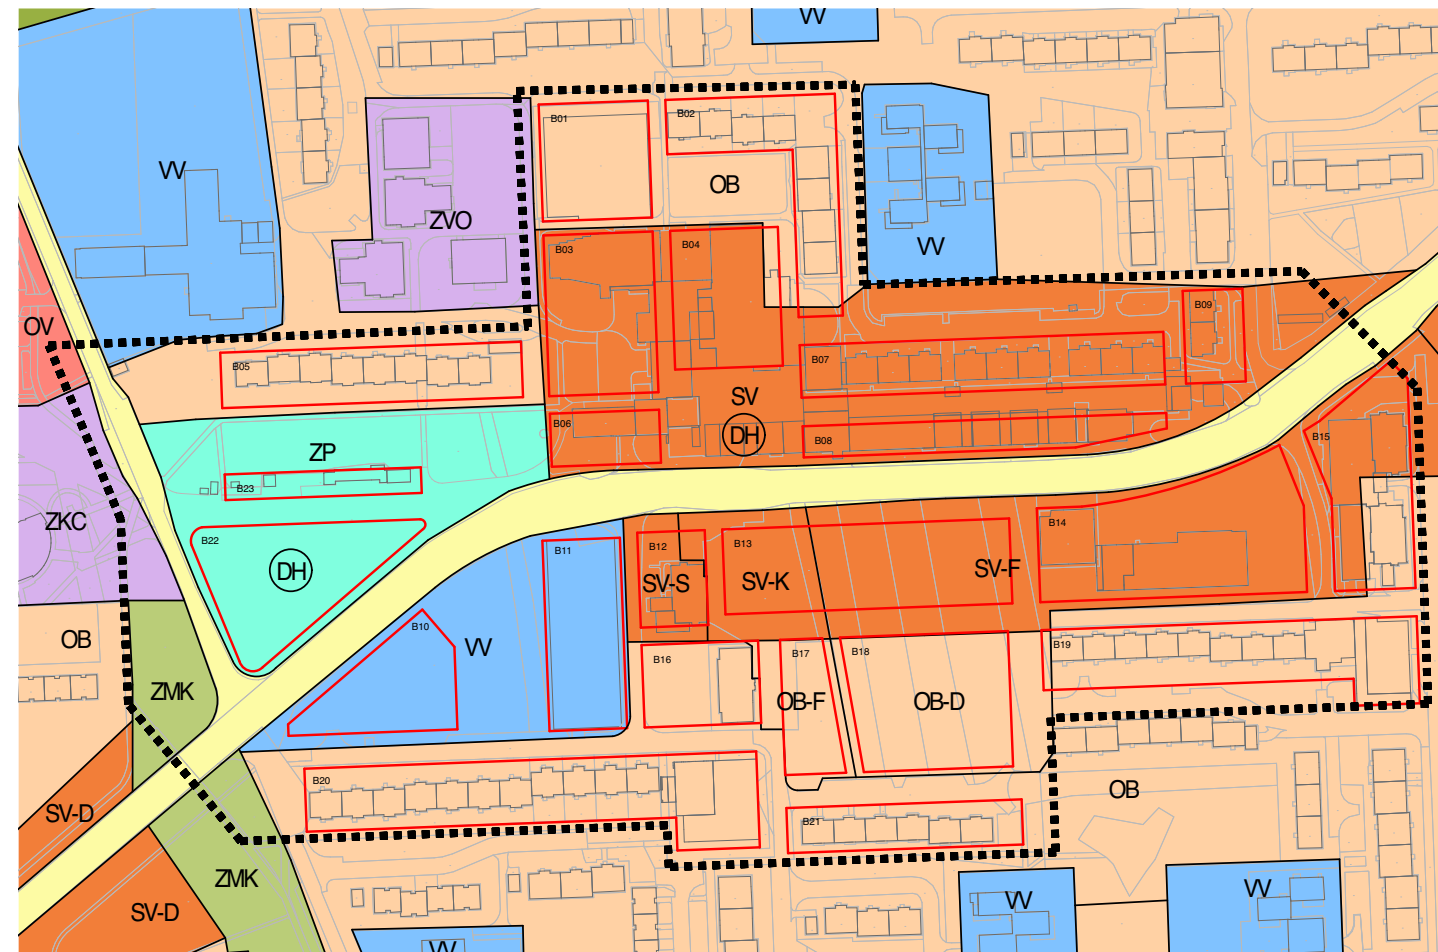 VV
B01
B02
VV
OB
ZVO
VV
B03
B04
B09
OV
B07
B05
SV
B06
DH
B08
B15
ZP
B23
ZKC
B14
B22
B12
B13
B11
DH
SV-S
SV-K
SV-F
B10
OB
VV
B16
B17
B18
B19
ZMK
OB-F
OB-D
B20
OB
SV-D
B21
ZMK
VV
VV
SV-D
VV